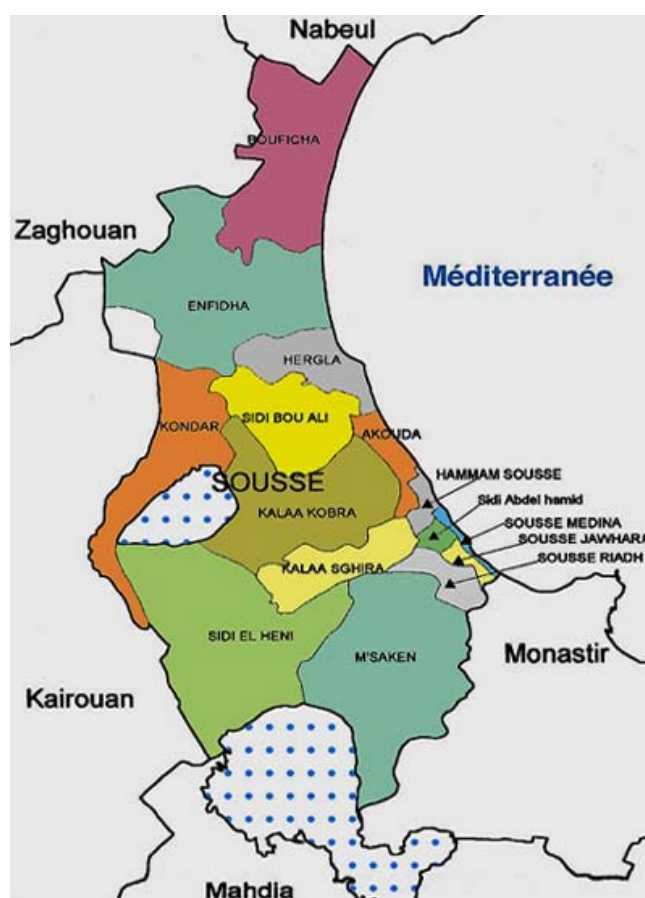 Nabeul
BOUFICHA
Zaghouan
Méditerranée
ENFIDHA
HERGLA
KONDAR
SIDI BOU ALI
AKOUDA
HAMMAM SOUSSE
SOUSSE
Sidi Abdel hamid
KALAA KOBRA
SOUSSE MEDINA
SOUSSE JAWHARA
SOUSSE RIADH
KALAA SGHIRA
SIDI EL HENI
M'SAKEN
Monastir
Kairouan
Mahdia